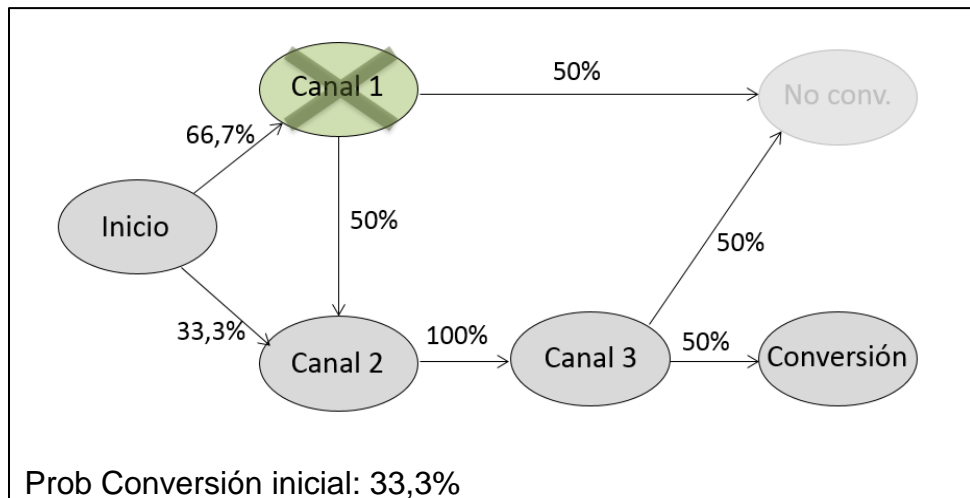 Canal 1
50%
No conv.
66,7%
Inicio
50%
50%
33,3%
Canal 2
100%
Canal 3
50%
Conversión
Prob Conversión inicial: 33,3%